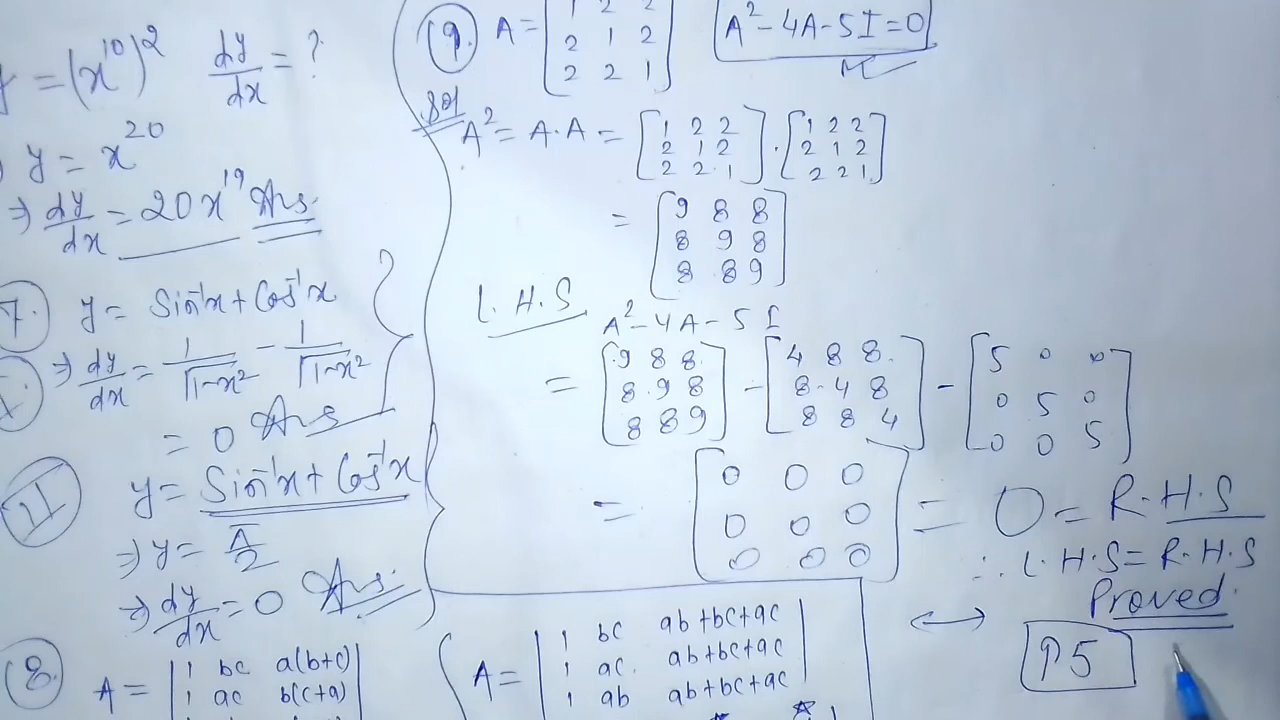 y = (x^10)^2 dy/dx = ?
y = x^20
⇒ dy/dx = 20x^19 Ans.
7. y = Sin⁻¹x + Cos⁻¹x
I. ⇒ dy/dx = 1/√1-x² - 1/√1-x²
= 0 Ans
II y = Sin⁻¹x + Cos⁻¹x
⇒ y = π/2
⇒ dy/dx = 0 Ans.
8. A = | 1 bc a(b+c) |
| 1 ac b(c+a) |
9. A = [ 1 2 2 A² - 4A - 5I = 0
2 1 2
2 2 1 ]
Sol A² = A·A = [ 1 2 2 ] · [ 1 2 2 ]
2 1 2 2 1 2
2 2 1 2 2 1
= [ 9 8 8 ]
8 9 8
8 8 9
L.H.S
A² - 4A - 5I
= [ 9 8 8 ] - [ 4 8 8 ] - [ 5 0 0 ]
8 9 8 8 4 8 0 5 0
8 8 9 8 8 4 0 0 5
= [ 0 0 0 ] = 0 = R.H.S
0 0 0
0 0 0
∴ L.H.S = R.H.S
Proved.
A = | 1 bc ab+bc+ac |
| 1 ac ab+bc+ac |
| 1 ab ab+bc+ac |
P5